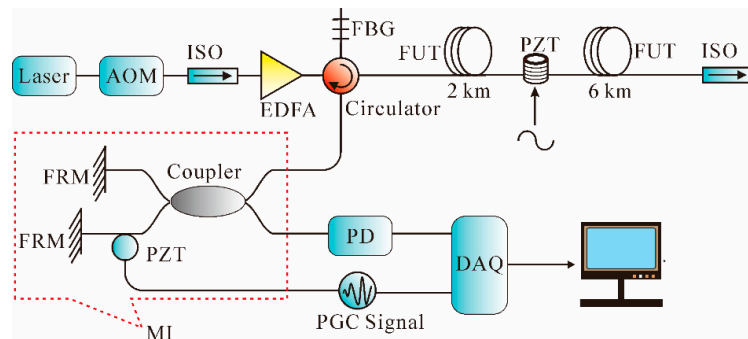 Laser
AOM
ISO
EDFA
FBG
Circulator
FUT
2 km
PZT
FUT
6 km
ISO
FRM
Coupler
FRM
PZT
PD
DAQ
PGC Signal
MI